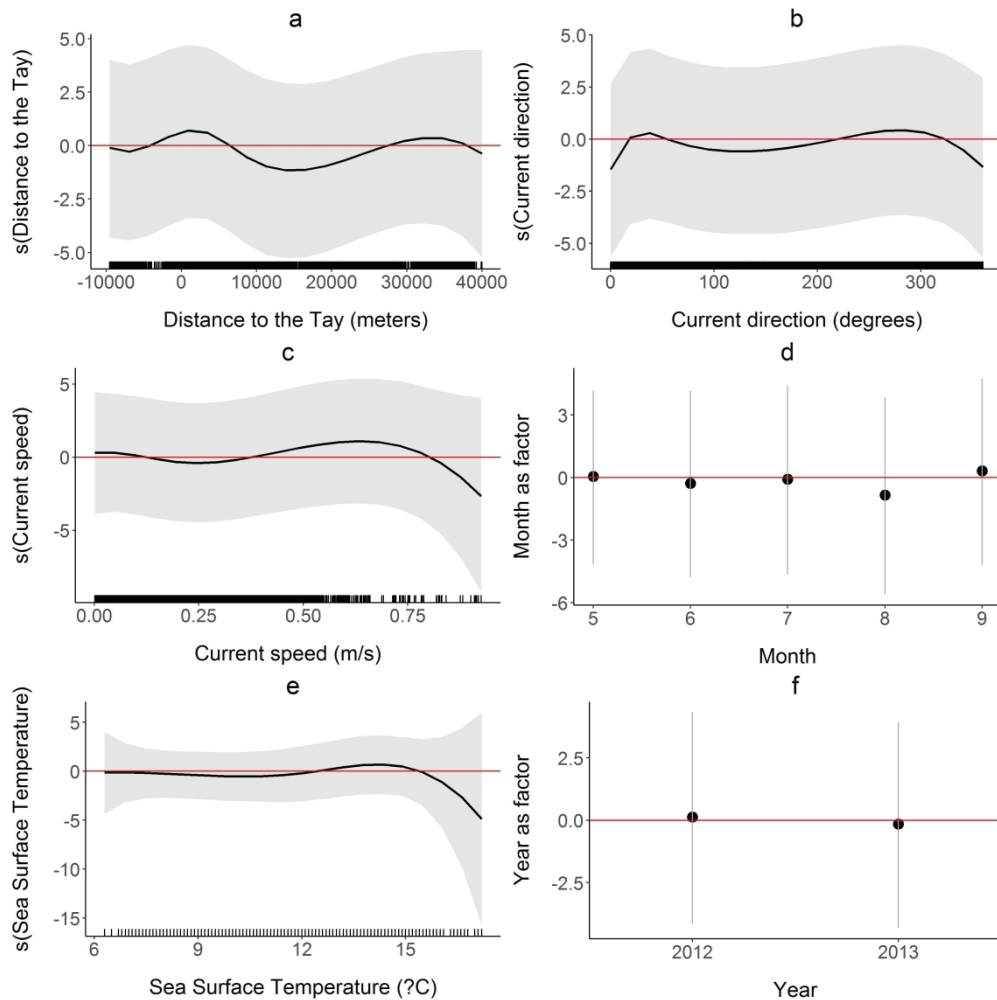 a
s(Distance to the Tay)
5.0
2.5
0.0
-2.5
-5.0
-10000 0 10000 20000 30000 40000
Distance to the Tay (meters)
b
s(Current direction)
5.0
2.5
0.0
-2.5
-5.0
0 100 200 300
Current direction (degrees)
c
s(Current speed)
5
0
-5
0.00 0.25 0.50 0.75
Current speed (m/s)
d
Month as factor
3
0
-3
-6
5 6 7 8 9
Month
e
s(Sea Surface Temperature)
5
0
-5
-10
-15
6 9 12 15
Sea Surface Temperature (?C)
f
Year as factor
2.5
0.0
-2.5
2012 2013
Year